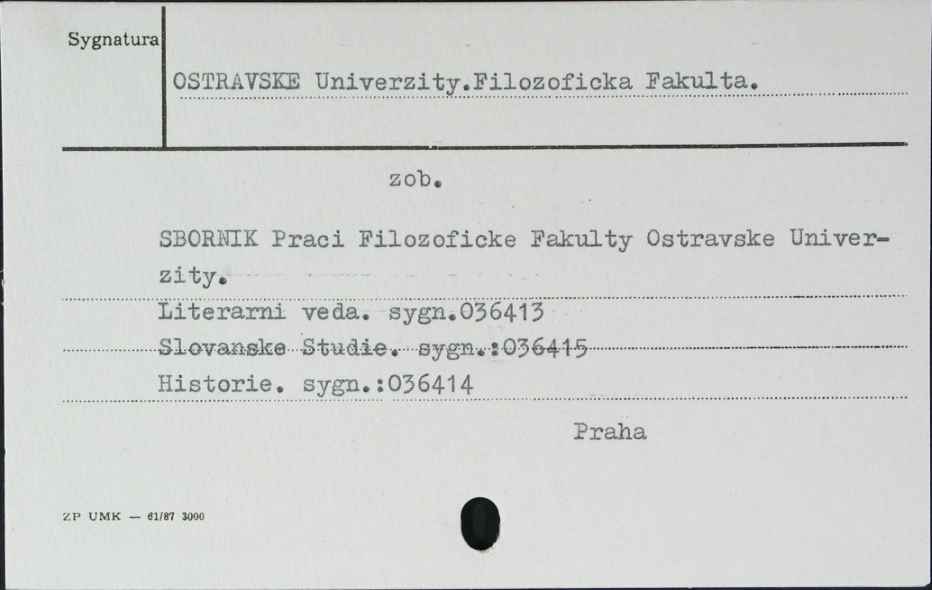 Sygnatura
OSTRAVSKE Univerzity.Filozoficka Fakulta.
zob.
SBORNIK Praci Filozoficke Fakulty Ostravske Univer-
zity.
Literarni veda. sygn.036413
Slovanske Studie. sygn.:036415
Historie. sygn.:036414
Praha
ZP UMK — 61/87 3000